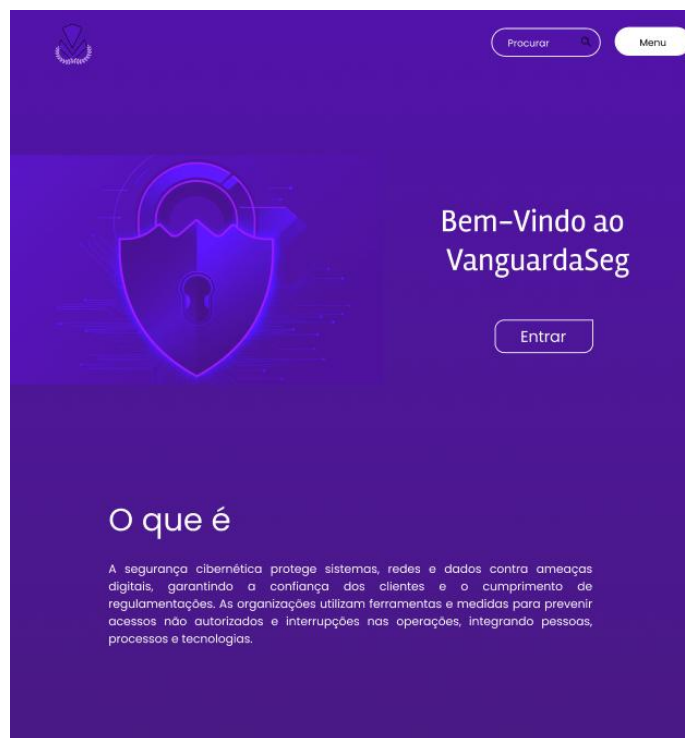 Procurar
Menu
Bem-Vindo ao
VanguardaSeg
Entrar
O que é
A segurança cibernética protege sistemas, redes e dados contra ameaças
digitais, garantindo a confiança dos clientes e o cumprimento de
regulamentações. As organizações utilizam ferramentas e medidas para prevenir
acessos não autorizados e interrupções nas operações, integrando pessoas,
processos e tecnologias.